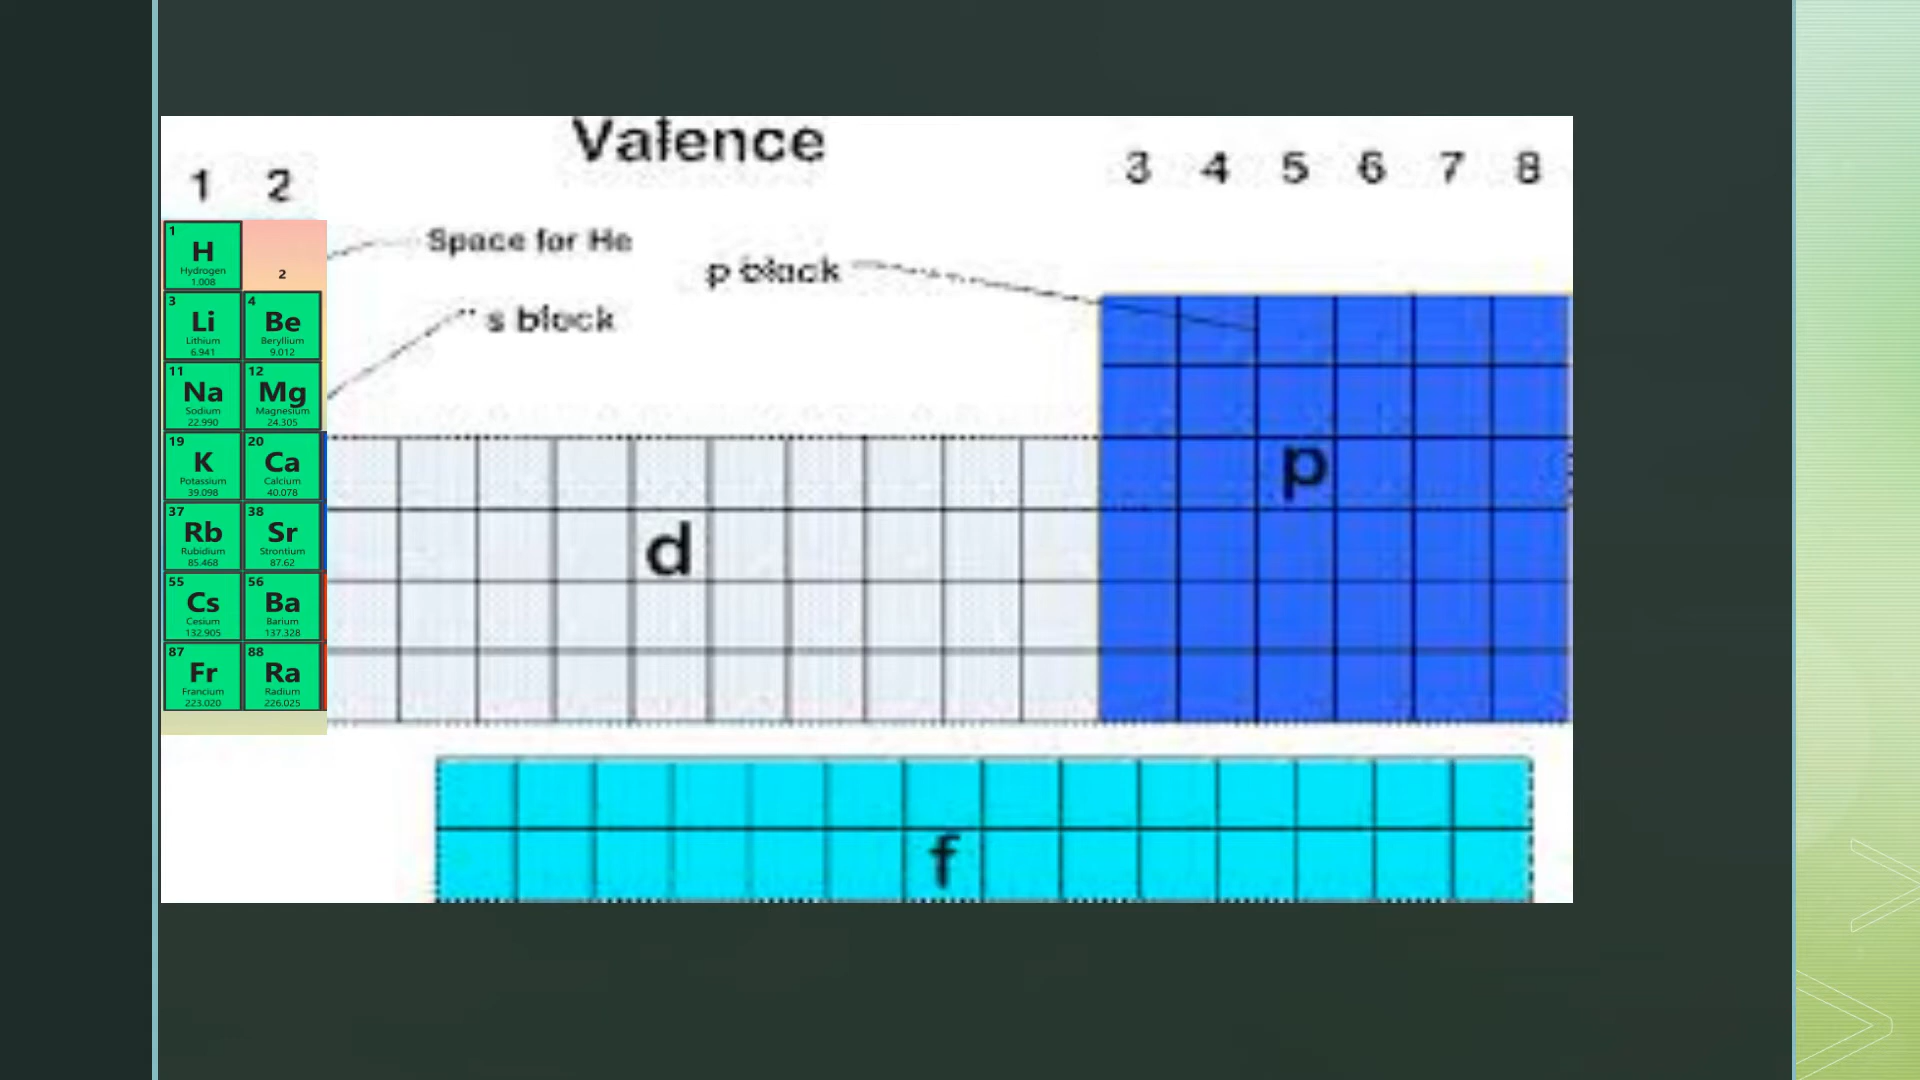 Valence
1 2
3 4 5 6 7 8
Space for He
p block
s block
1
H
Hydrogen
1.008
2
3
Li
Lithium
6.941
4
Be
Beryllium
9.012
11
Na
Sodium
22.990
12
Mg
Magnesium
24.305
19
K
Potassium
39.098
20
Ca
Calcium
40.078
37
Rb
Rubidium
85.468
38
Sr
Strontium
87.62
55
Cs
Cesium
132.905
56
Ba
Barium
137.328
87
Fr
Francium
223.020
88
Ra
Radium
226.025
d
p
f